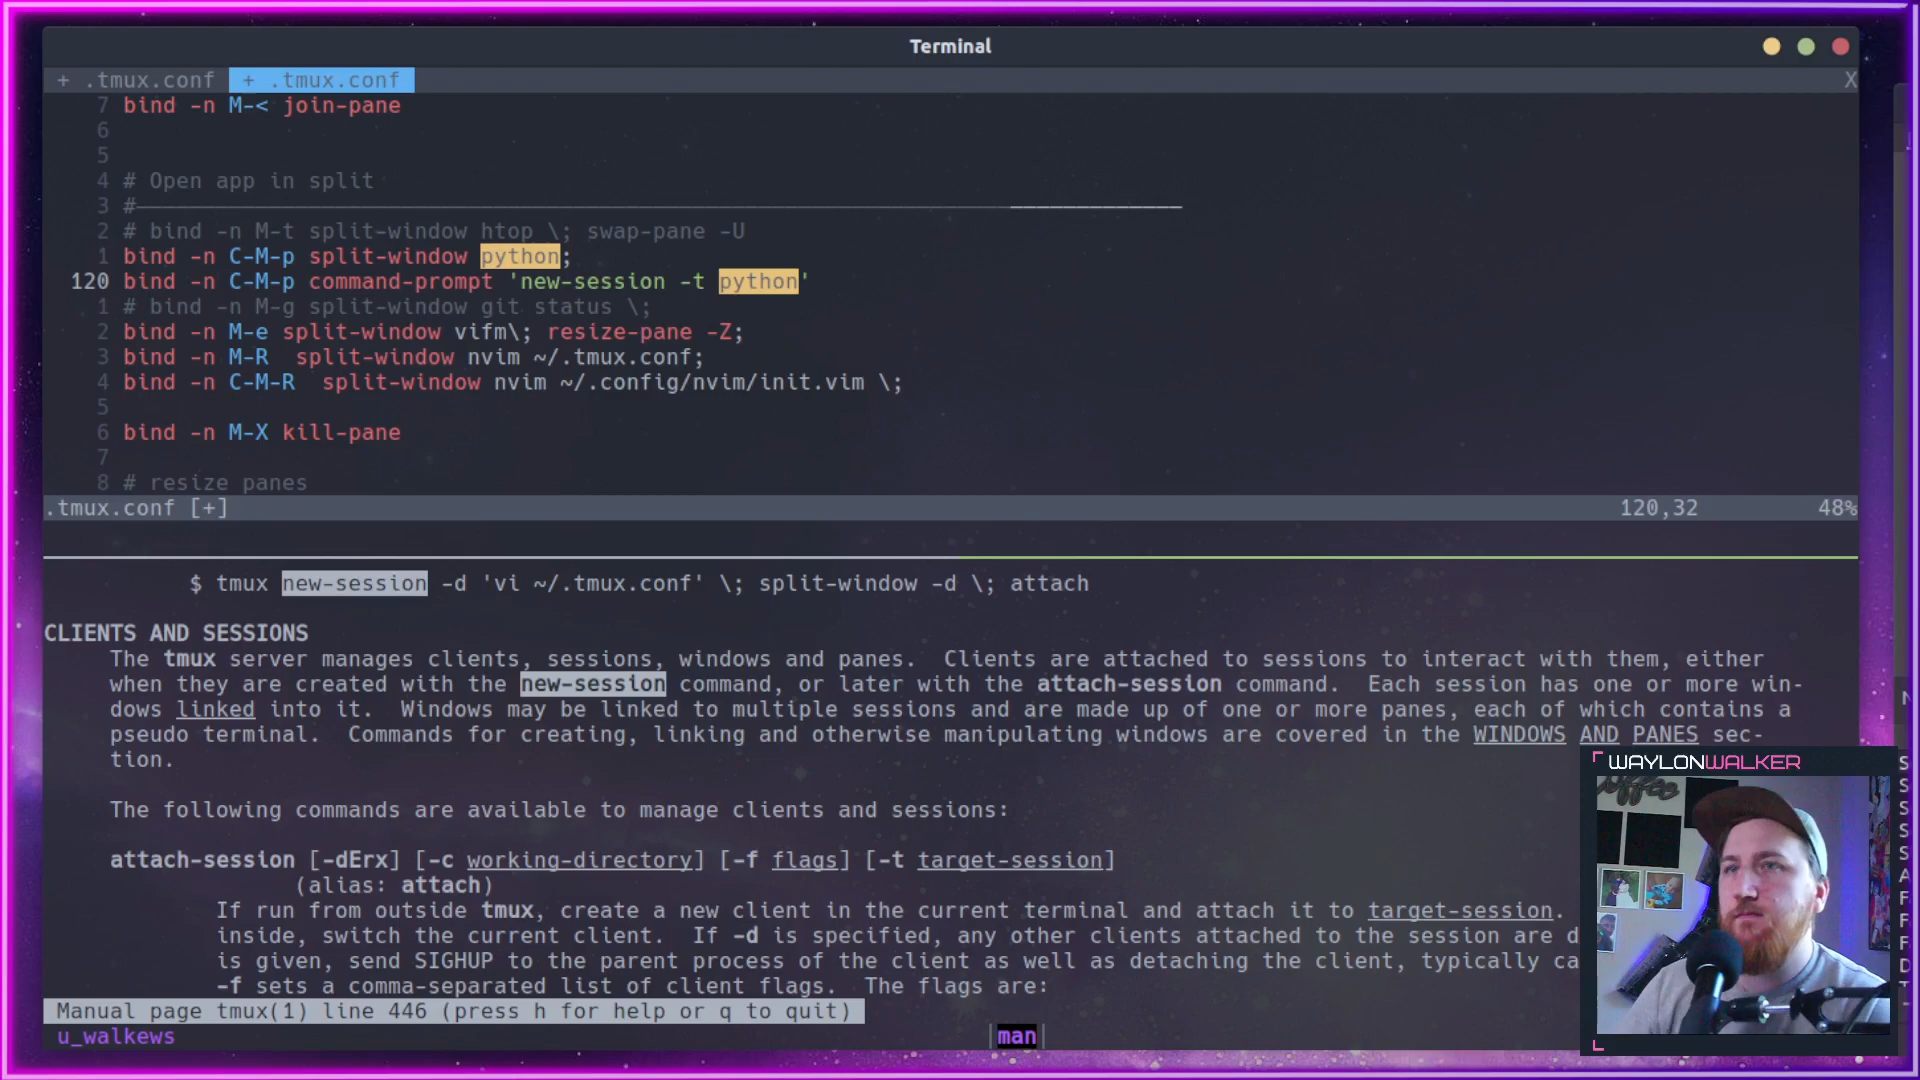 Terminal
+ .tmux.conf + .tmux.conf X
7 bind -n M-< join-pane
6
5
4 # Open app in split
3 #
2 # bind -n M-t split-window htop \; swap-pane -U
1 bind -n C-M-p split-window python;
120 bind -n C-M-p command-prompt 'new-session -t python'
1 # bind -n M-g split-window git status \;
2 bind -n M-e split-window vifm\; resize-pane -Z;
3 bind -n M-R  split-window nvim ~/.tmux.conf;
4 bind -n C-M-R  split-window nvim ~/.config/nvim/init.vim \;
5
6 bind -n M-X kill-pane
7
8 # resize panes
.tmux.conf [+] 120,32 48%
$ tmux new-session -d 'vi ~/.tmux.conf' \; split-window -d \; attach
CLIENTS AND SESSIONS
The tmux server manages clients, sessions, windows and panes.  Clients are attached to sessions to interact with them, either
when they are created with the new-session command, or later with the attach-session command.  Each session has one or more win-
dows linked into it.  Windows may be linked to multiple sessions and are made up of one or more panes, each of which contains a
pseudo terminal.  Commands for creating, linking and otherwise manipulating windows are covered in the WINDOWS AND PANES sec-
tion.
The following commands are available to manage clients and sessions:
attach-session [-dErx] [-c working-directory] [-f flags] [-t target-session]
(alias: attach)
If run from outside tmux, create a new client in the current terminal and attach it to target-session.
inside, switch the current client.  If -d is specified, any other clients attached to the session are d
is given, send SIGHUP to the parent process of the client as well as detaching the client, typically ca
-f sets a comma-separated list of client flags.  The flags are:
Manual page tmux(1) line 446 (press h for help or q to quit)
u_walkews |man|
WAYLONWALKER